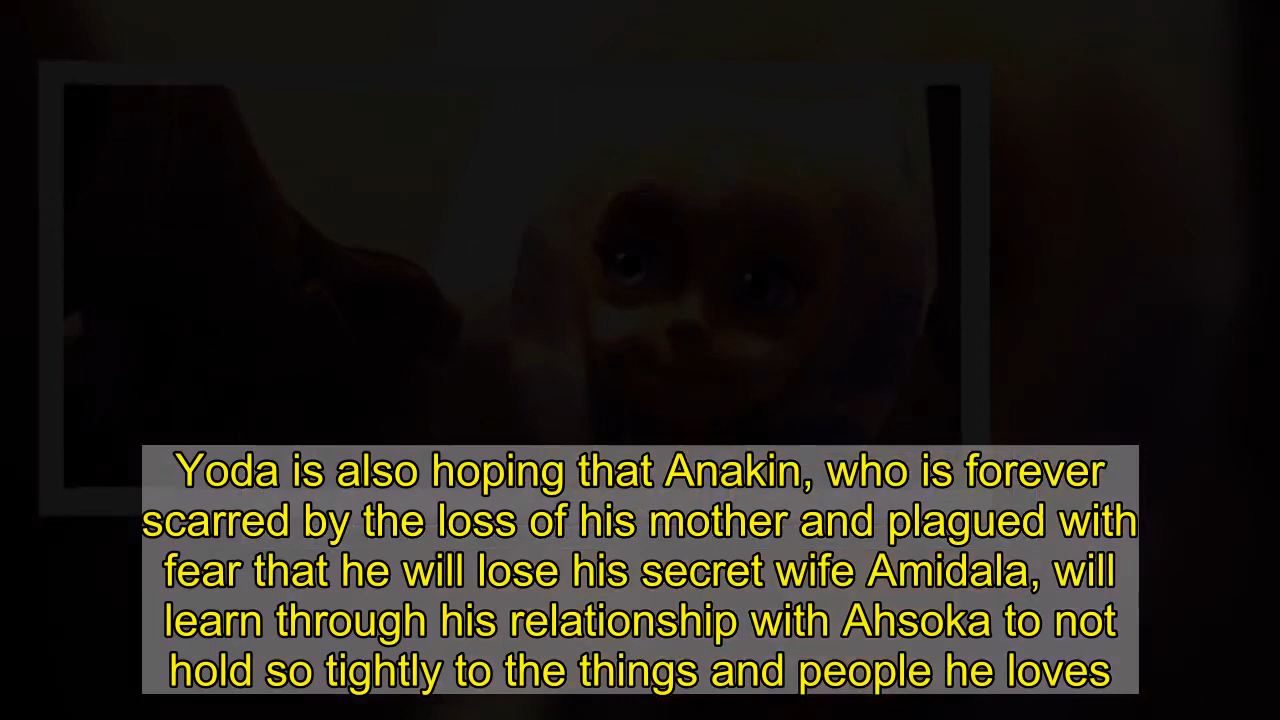 Yoda is also hoping that Anakin, who is forever
scarred by the loss of his mother and plagued with
fear that he will lose his secret wife Amidala, will
learn through his relationship with Ahsoka to not
hold so tightly to the things and people he loves